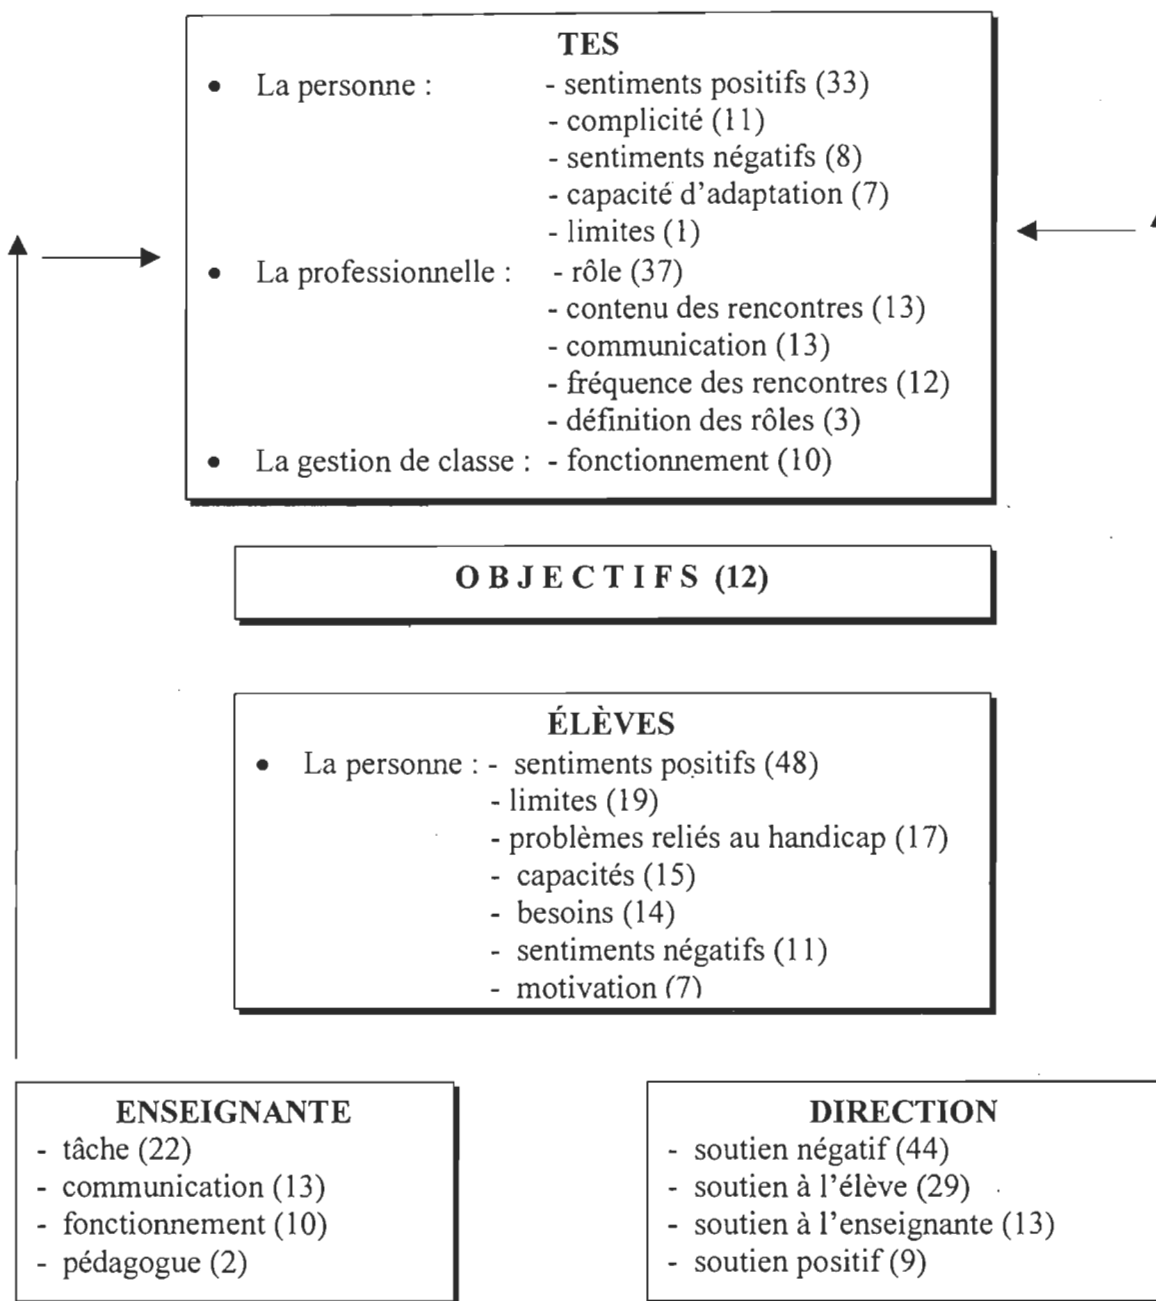 TES
• La personne : - sentiments positifs (33)
- complicité (11)
- sentiments négatifs (8)
- capacité d'adaptation (7)
- limites (1)
• La professionnelle : - rôle (37)
- contenu des rencontres (13)
- communication (13)
- fréquence des rencontres (12)
- définition des rôles (3)
• La gestion de classe : - fonctionnement (10)
O B J E C T I F S (12)
ÉLÈVES
• La personne : - sentiments positifs (48)
- limites (19)
- problèmes reliés au handicap (17)
- capacités (15)
- besoins (14)
- sentiments négatifs (11)
- motivation (7)
ENSEIGNANTE
- tâche (22)
- communication (13)
- fonctionnement (10)
- pédagogue (2)
DIRECTION
- soutien négatif (44)
- soutien à l'élève (29)
- soutien à l'enseignante (13)
- soutien positif (9)